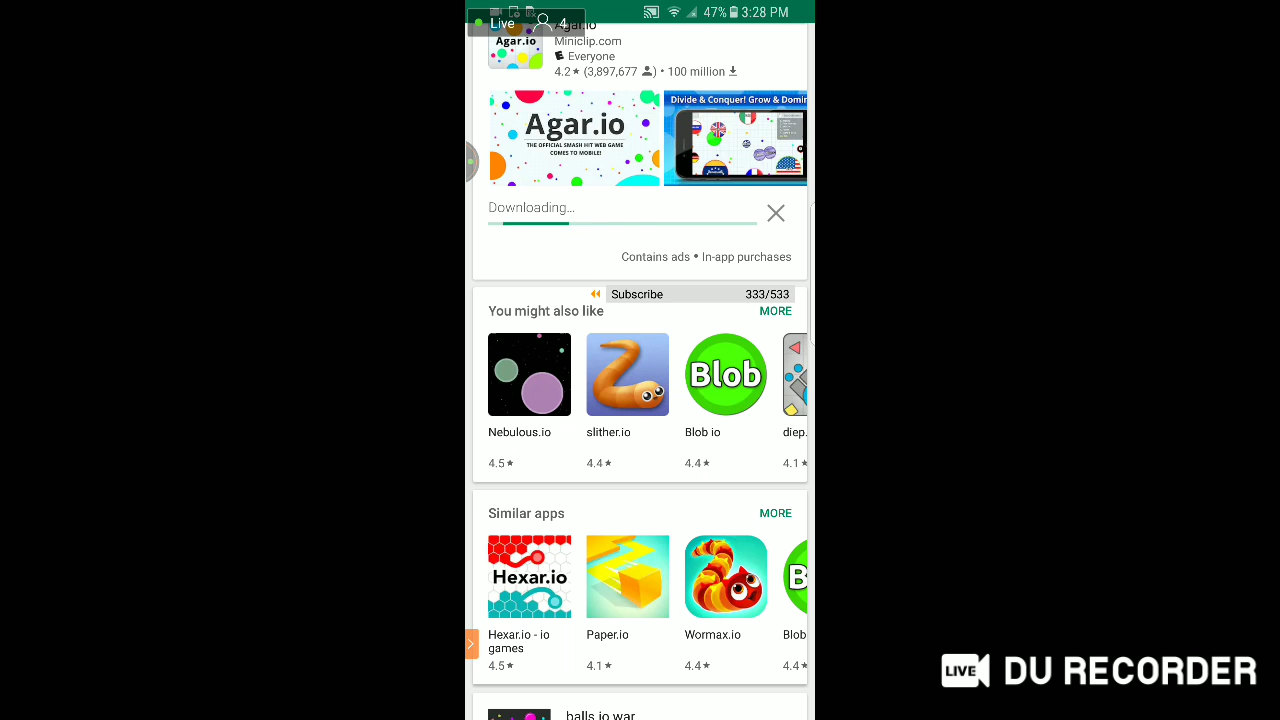 Live 4
47% 3:28 PM
Agar.io
Agar.io
Miniclip.com
Everyone
4.2★ (3,897,677 ) • 100 million
Agar.io
THE OFFICIAL SMASH HIT WEB GAME
COMES TO MOBILE!
Divide & Conquer! Grow & Domin
Downloading...
Contains ads • In-app purchases
Subscribe 333/533
You might also like MORE
Blob
Nebulous.io slither.io Blob io diep.
4.5★ 4.4★ 4.4★ 4.1★
Similar apps MORE
Hexar.io
B
Hexar.io - io games
Paper.io
Wormax.io
Blob
4.5★ 4.1★ 4.4★ 4.4★
balls io war
LIVE DU RECORDER